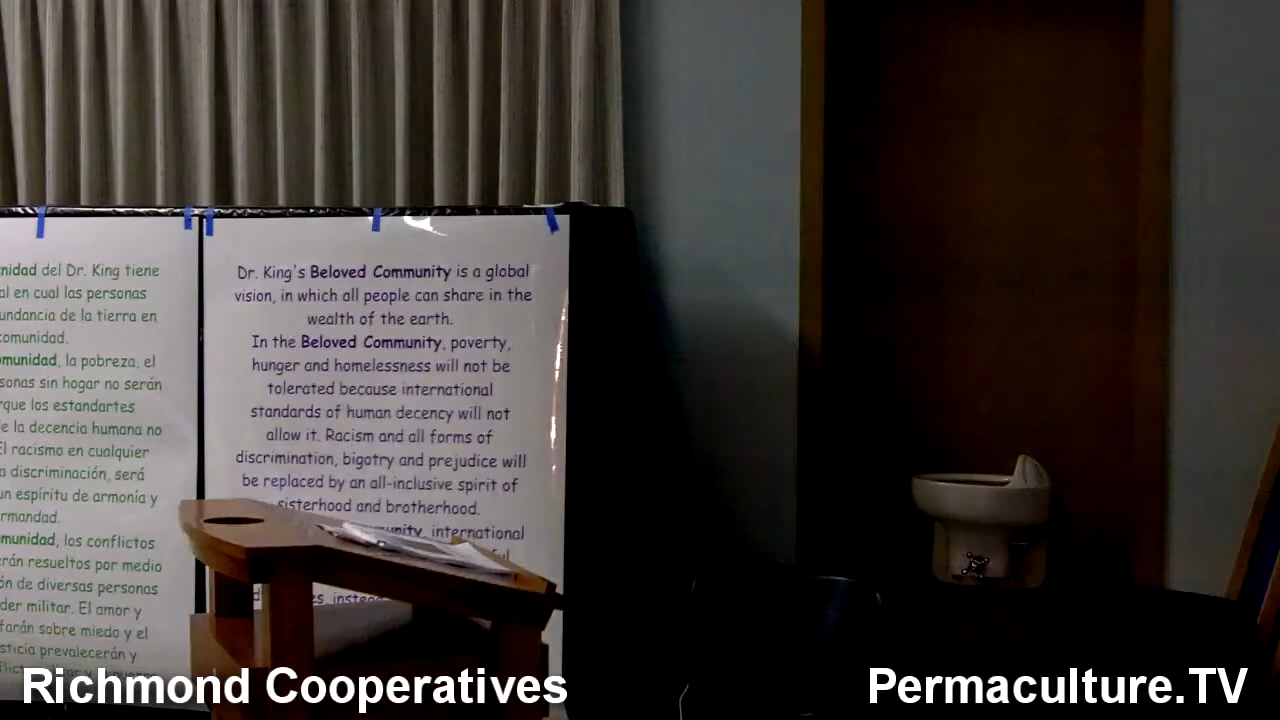 nidad del Dr. King tiene
al en cual las personas
undancia de la tierra en
comunidad.
omunidad, la pobreza, el
sonas sin hogar no serán
rque los estandartes
e la decencia humana no
El racismo en cualquier
a discriminación, será
un espíritu de armonía y
rmandad.
munidad, los conflictos
erán resueltos por medio
ón de diversas personas
der militar. El amor y
farán sobre miedo y el
sticia prevalecerán y
Dr. King's Beloved Community is a global
vision, in which all people can share in the
wealth of the earth.
In the Beloved Community, poverty,
hunger and homelessness will not be
tolerated because international
standards of human decency will not
allow it. Racism and all forms of
discrimination, bigotry and prejudice will
be replaced by an all-inclusive spirit of
sisterhood and brotherhood.
munity, international
ful
es, instead
Richmond Cooperatives
Permaculture.TV